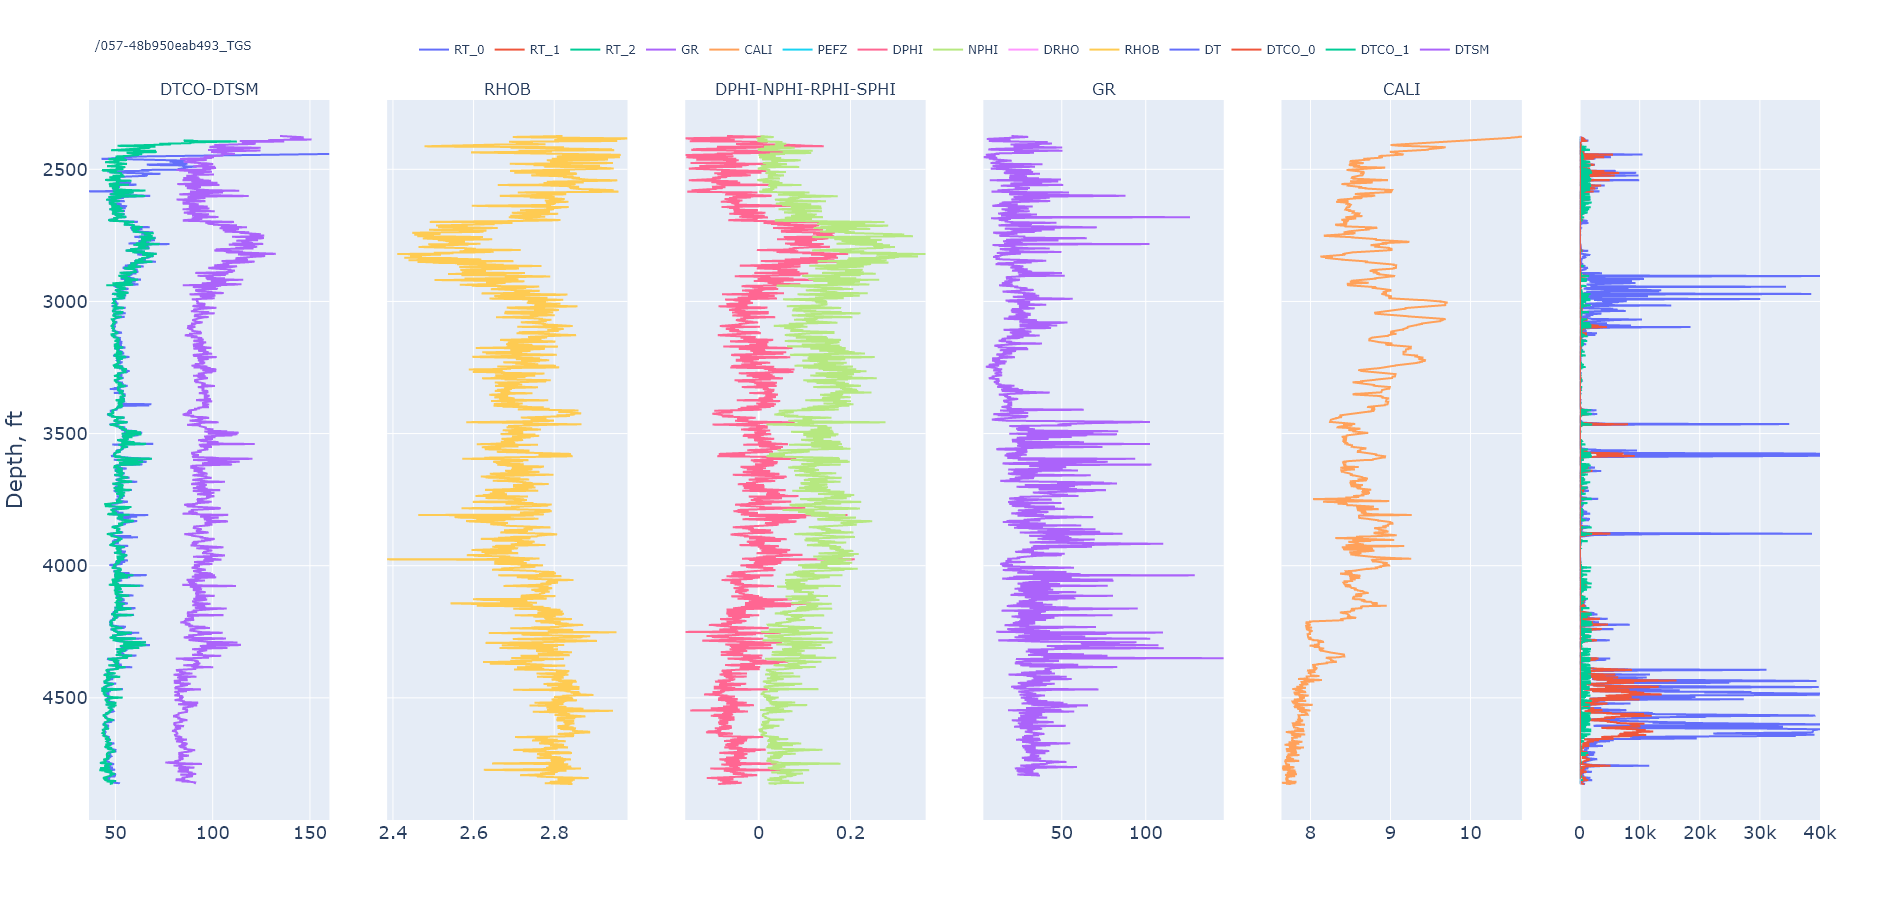 /057-48b950eab493_TGS
RT_0 RT_1 RT_2 GR CALI PEFZ DPHI NPHI DRHO RHOB DT DTCO_0 DTCO_1 DTSM
DTCO-DTSM RHOB DPHI-NPHI-RPHI-SPHI GR CALI
2500
3000
3500
4000
4500
Depth, ft
50 100 150 2.4 2.6 2.8 0 0.2 50 100 8 9 10 0 10k 20k 30k 40k